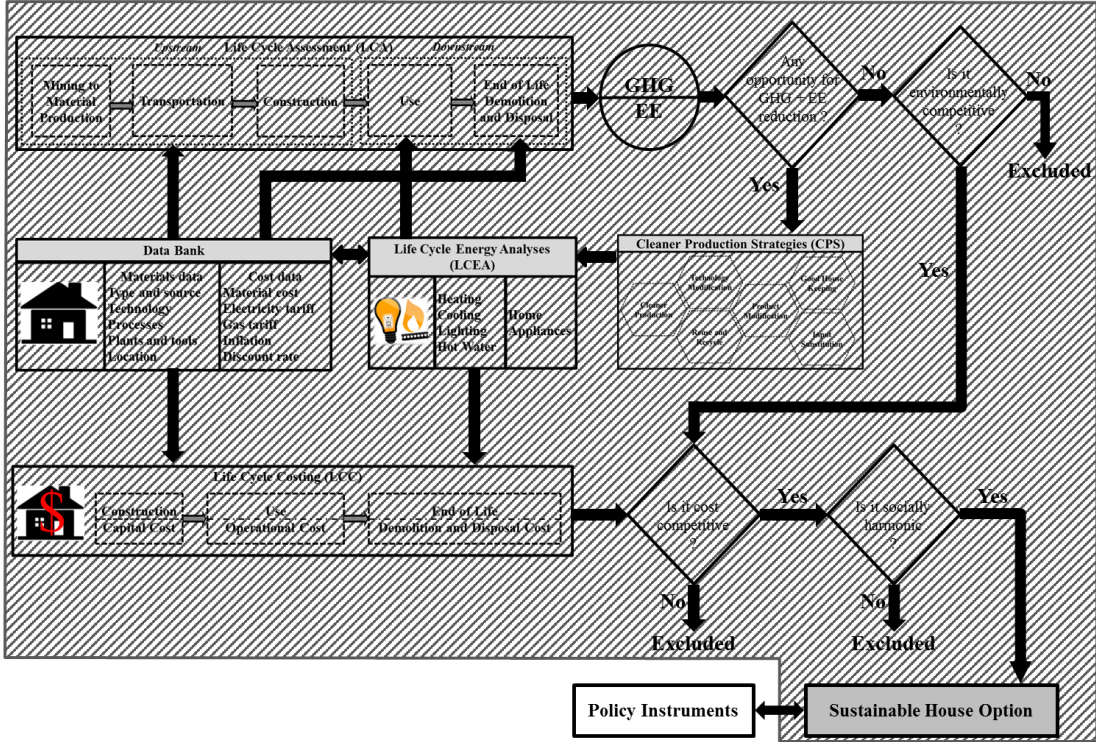 Upstream Life Cycle Assessment (LCA) Downstream
Mining to
Material
Production
Transportation
Construction
Use
End of Life
Demolition
and Disposal
GHG
EE
Any
opportunity for
GHG + EE
reduction ?
No
Is it
environmentally
competitive
?
No
Excluded
Yes
Yes
Data Bank
Materials data
Type and source
Technology
Processes
Plants and tools
Location
Cost data
Material cost
Electricity tariff
Gas tariff
Inflation
Discount rate
Life Cycle Energy Analyses
(LCEA)
Heating
Cooling
Lighting
Hot Water
Home
Appliances
Cleaner Production Strategies (CPS)
Cleaner
Production
Technology
Modification
Reuse and
Recycle
Product
Modification
Good House
Keeping
Input
Substitution
Life Cycle Costing (LCC)
$
Construction
Capital Cost
Use
Operational Cost
End of Life
Demolition and Disposal Cost
Is it cost
competitive
?
Yes
Is it socially
harmonic
?
Yes
No
Excluded
No
Excluded
Policy Instruments
Sustainable House Option